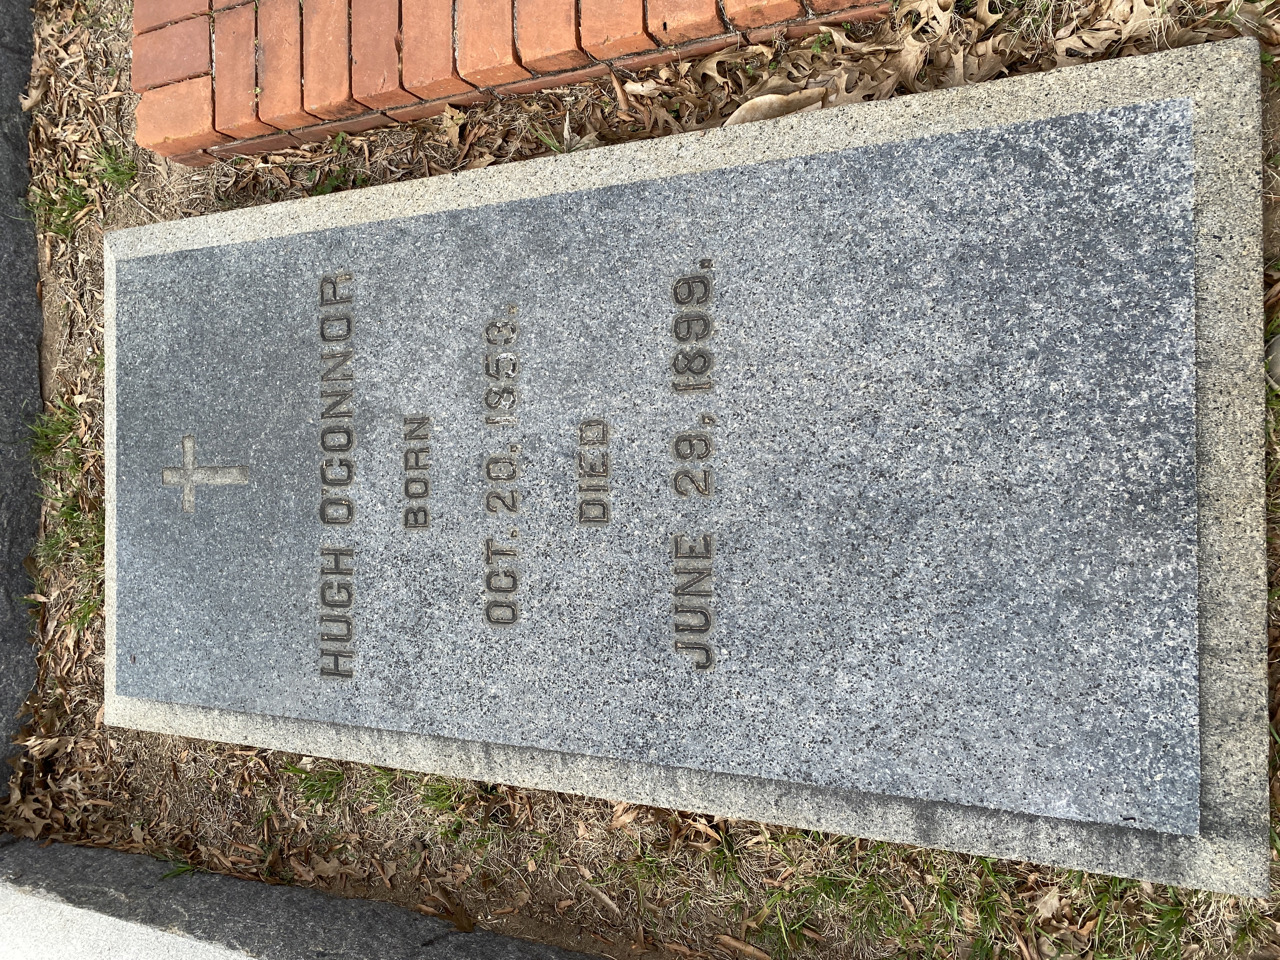 HUGH O'CONNOR
BORN
OCT. 20, 1853.
DIED
JUNE 29, 1899.